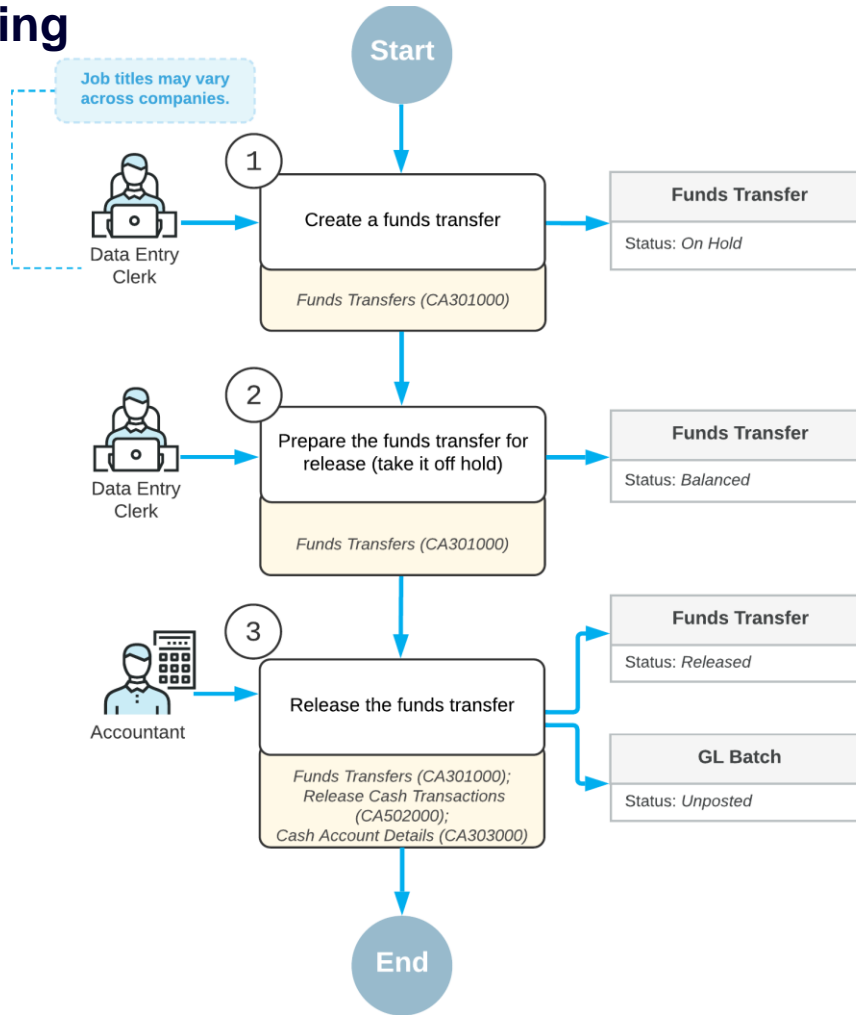 ing
Start
Job titles may vary
across companies.
1
Create a funds transfer
Funds Transfers (CA301000)
Data Entry
Clerk
Funds Transfer
Status: On Hold
2
Prepare the funds transfer for
release (take it off hold)
Funds Transfers (CA301000)
Data Entry
Clerk
Funds Transfer
Status: Balanced
3
Release the funds transfer
Funds Transfers (CA301000);
Release Cash Transactions
(CA502000);
Cash Account Details (CA303000)
Accountant
Funds Transfer
Status: Released
GL Batch
Status: Unposted
End